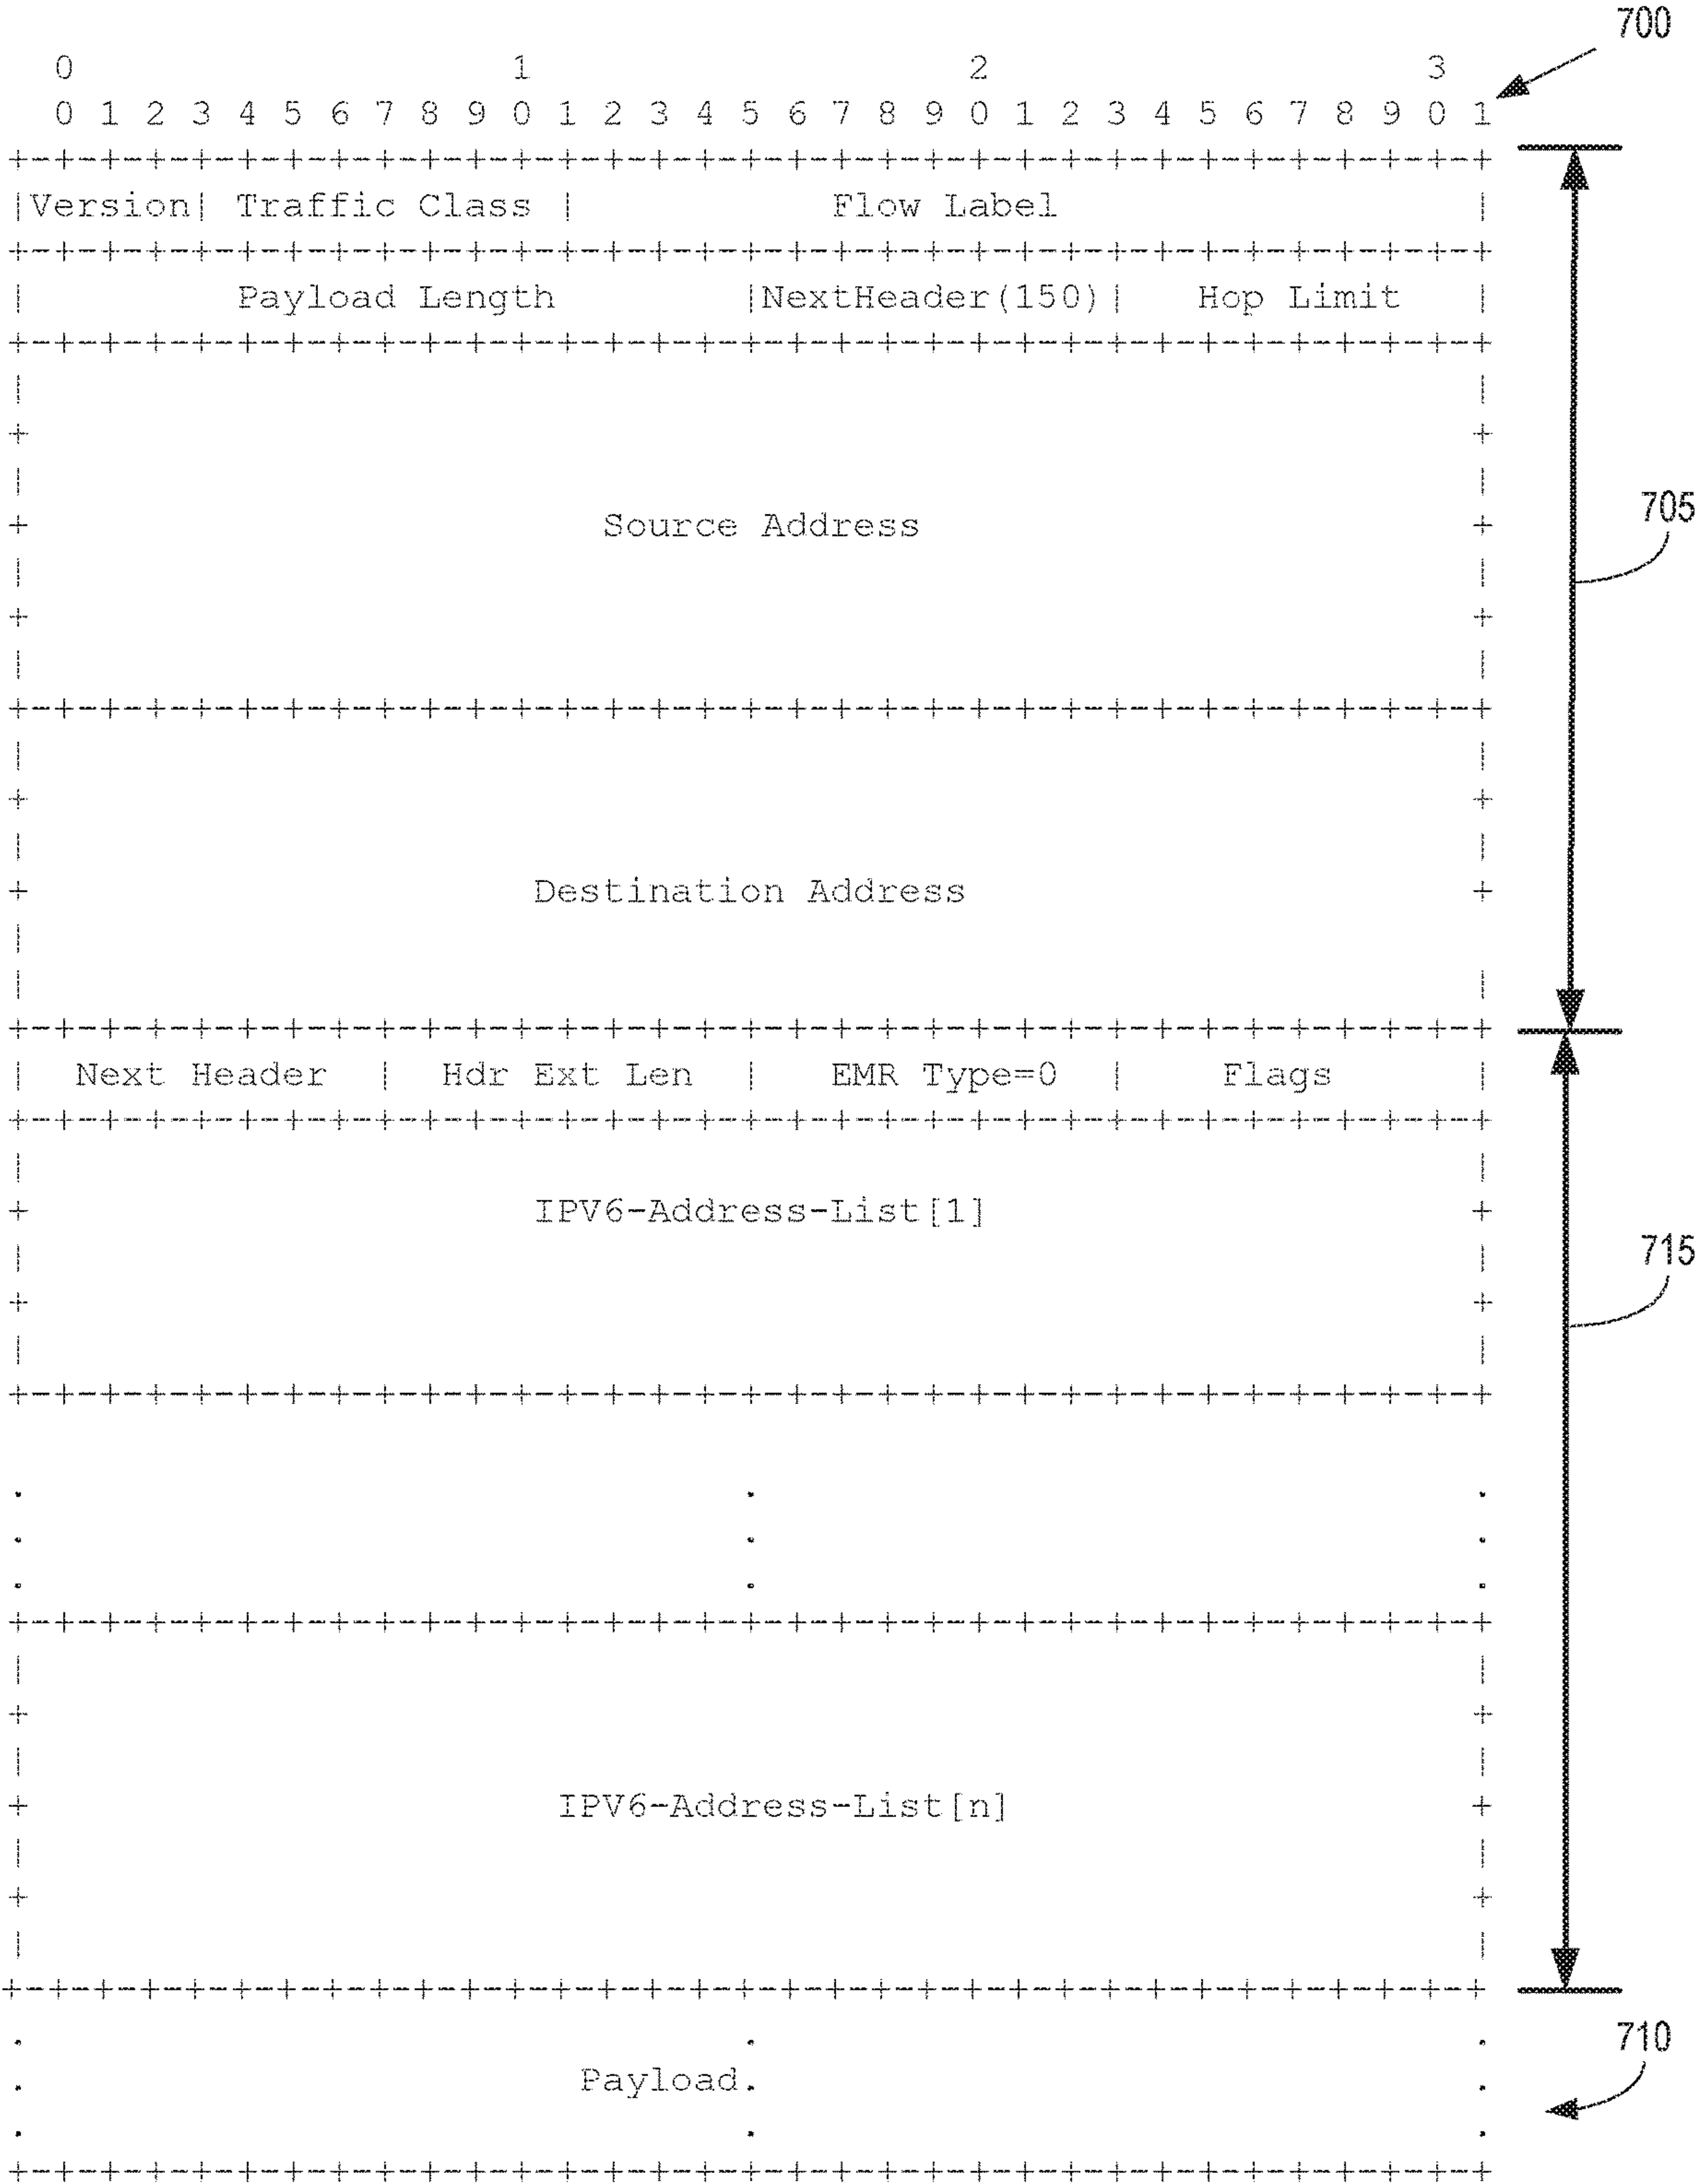 700
0 1 2 3
0 1 2 3 4 5 6 7 8 9 0 1 2 3 4 5 6 7 8 9 0 1 2 3 4 5 6 7 8 9 0 1
|Version| Traffic Class | Flow Label |
| Payload Length |NextHeader(150)| Hop Limit |
Source Address
705
Destination Address
| Next Header | Hdr Ext Len | EMR Type=0 | Flags |
IPV6-Address-List[1]
715
IPV6-Address-List[n]
710
Payload